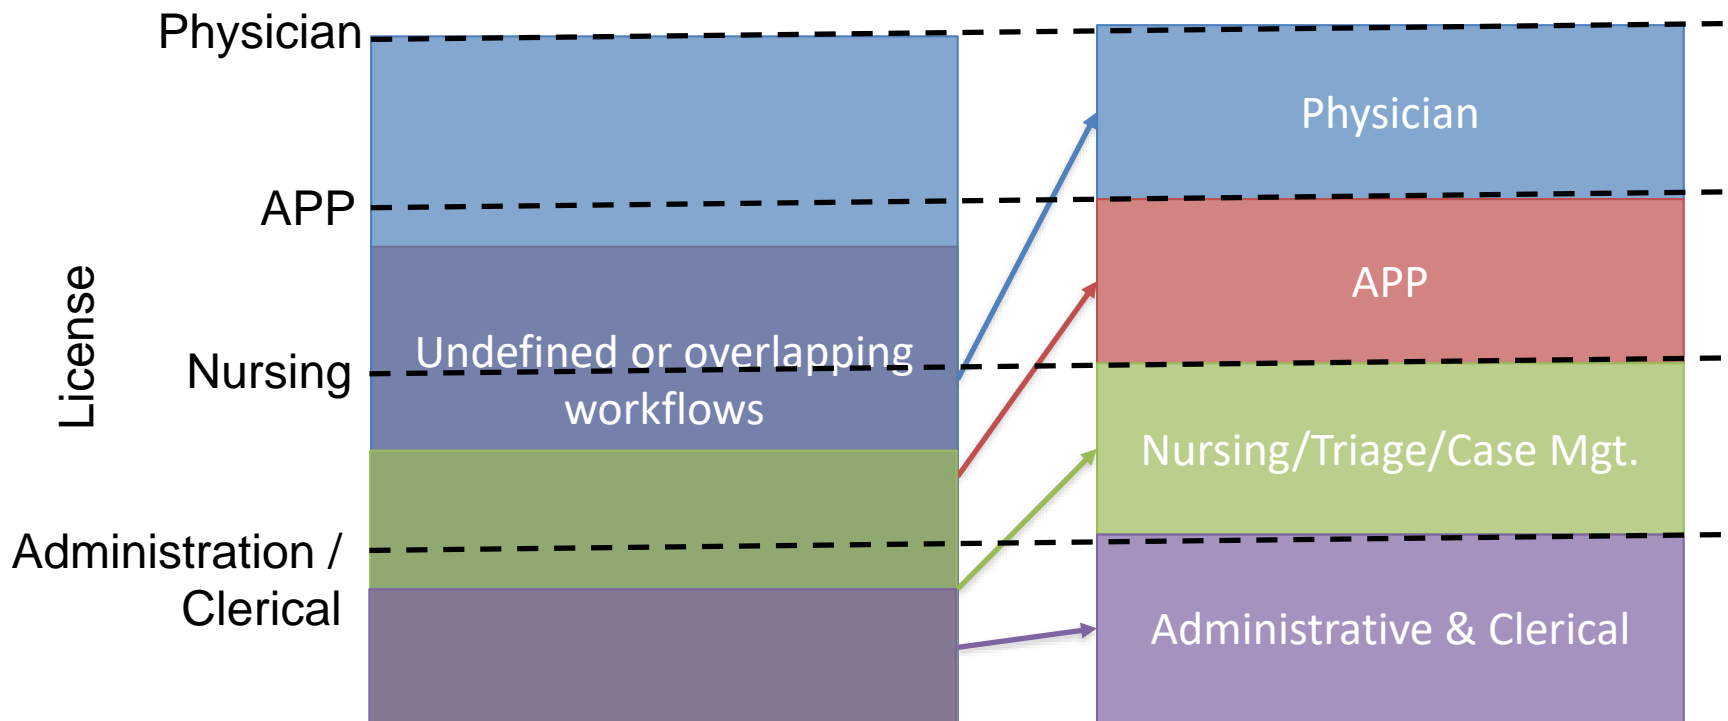 Physician
APP
License
Nursing
Administration /
Clerical
Undefined or overlapping
workflows
Physician
APP
Nursing/Triage/Case Mgt.
Administrative & Clerical